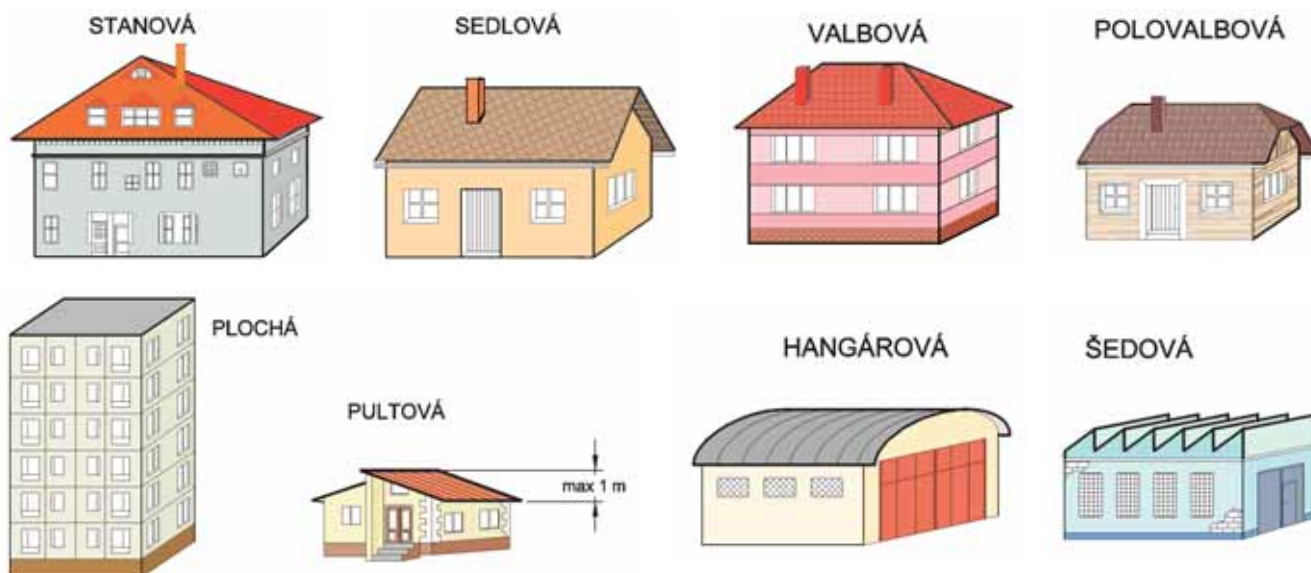 STANOVÁ
SEDLOVÁ
VALBOVÁ
POLOVALBOVÁ
PLOCHÁ
PULTOVÁ
max 1 m
HANGÁROVÁ
ŠEDOVÁ